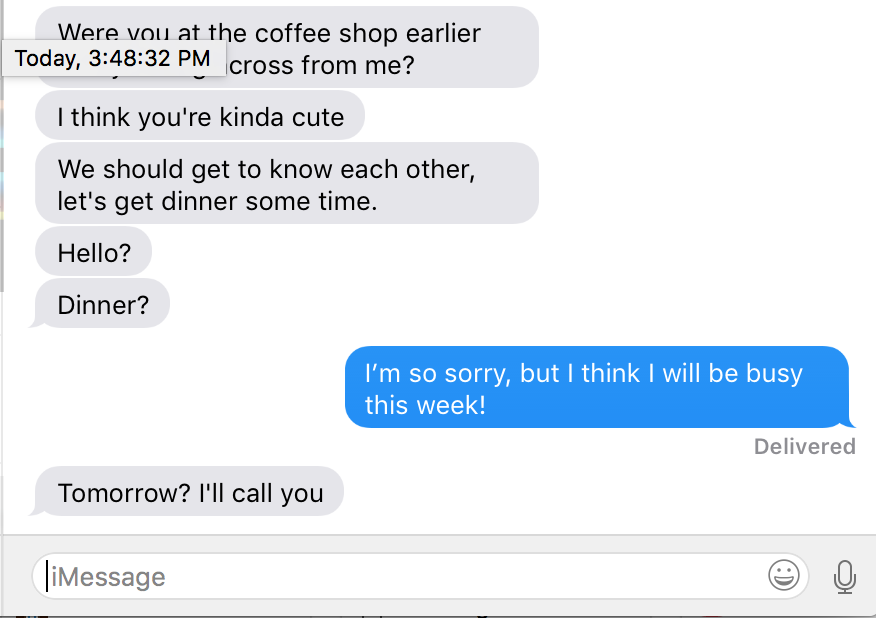 Were you at the coffee shop earlier
Today, 3:48:32 PM
across from me?
I think you're kinda cute
We should get to know each other,
let's get dinner some time.
Hello?
Dinner?
I’m so sorry, but I think I will be busy
this week!
Delivered
Tomorrow? I'll call you
iMessage